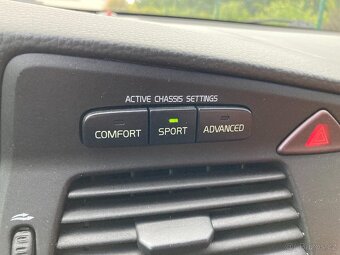 ACTIVE CHASSIS SETTINGS
COMFORT SPORT ADVANCED